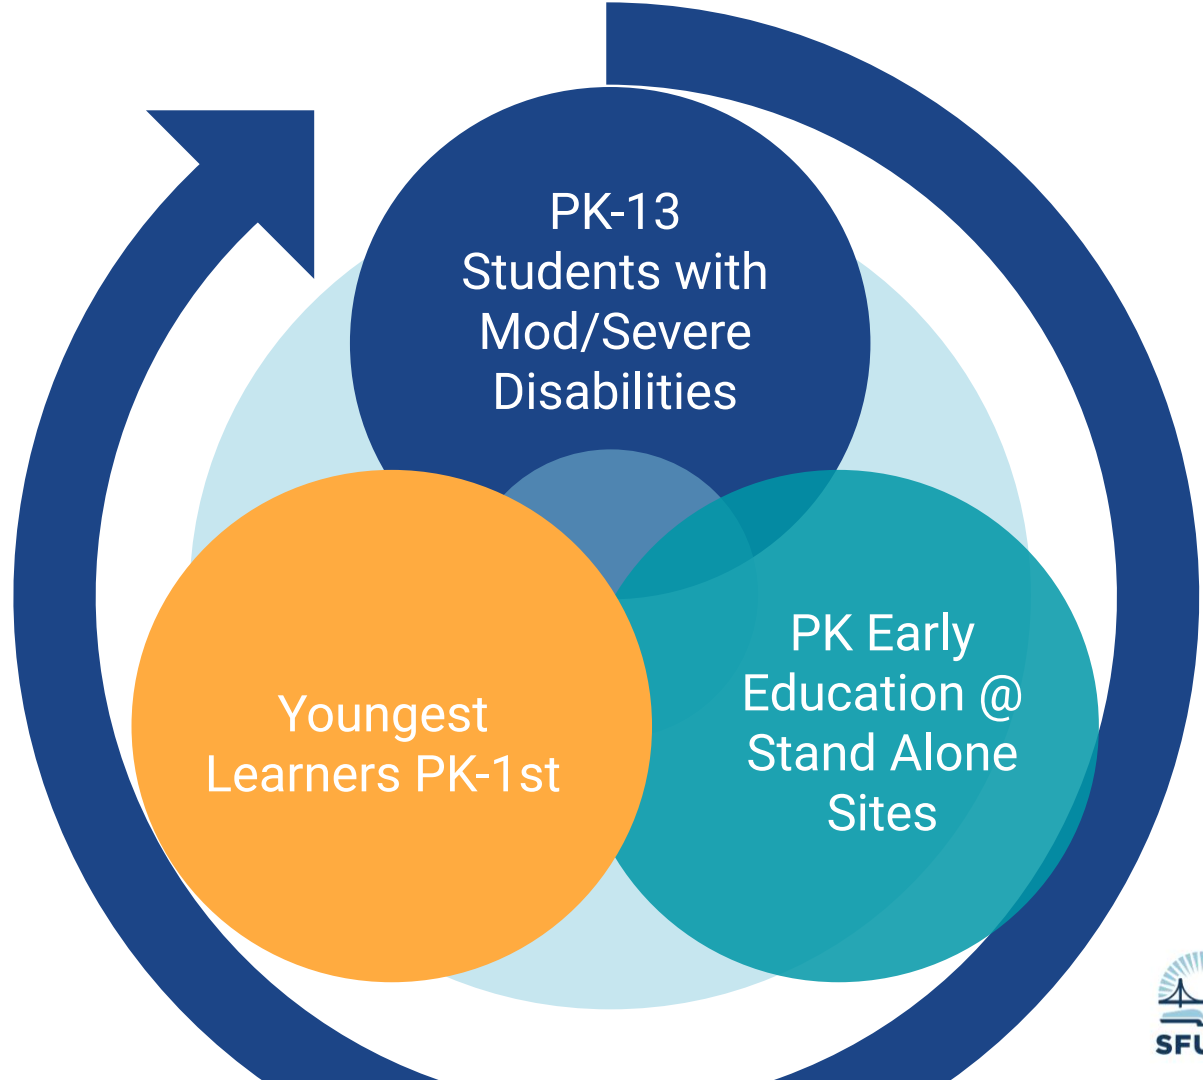 PK-13
Students with
Mod/Severe
Disabilities
Youngest
Learners PK-1st
PK Early
Education @
Stand Alone
Sites
SFU